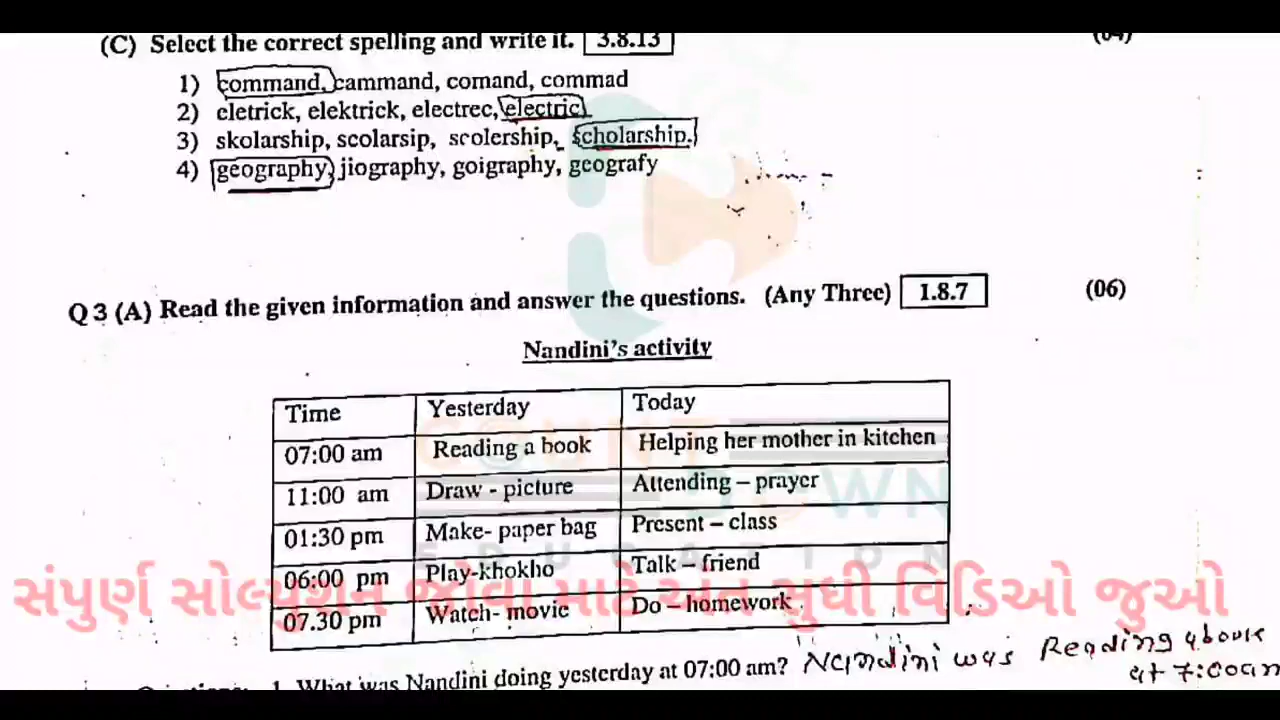 (C) Select the correct spelling and write it. 3.8.13 (04)
1) command, cammand, comand, commad
2) eletrick, elektrick, electrec, electric
3) skolarship, scolarsip, scolership, scholarship.
4) geography, jiography, goigraphy, geografy
Q 3 (A) Read the given information and answer the questions. (Any Three) 1.8.7 (06)
Nandini's activity
Time Yesterday Today
07:00 am Reading a book Helping her mother in kitchen
11:00 am Draw - picture Attending – prayer
01:30 pm Make- paper bag Present – class
06:00 pm Play-khokho Talk – friend
07.30 pm Watch- movie Do – homework
COUNT
DOWN
EDUCATION
સંપુર્ણ સોલ્યુશન જોવા માટે અંત સુધી વિડિઓ જુઓ
1. What was Nandini doing yesterday at 07:00 am? Nandini was Reading
at 7:00am